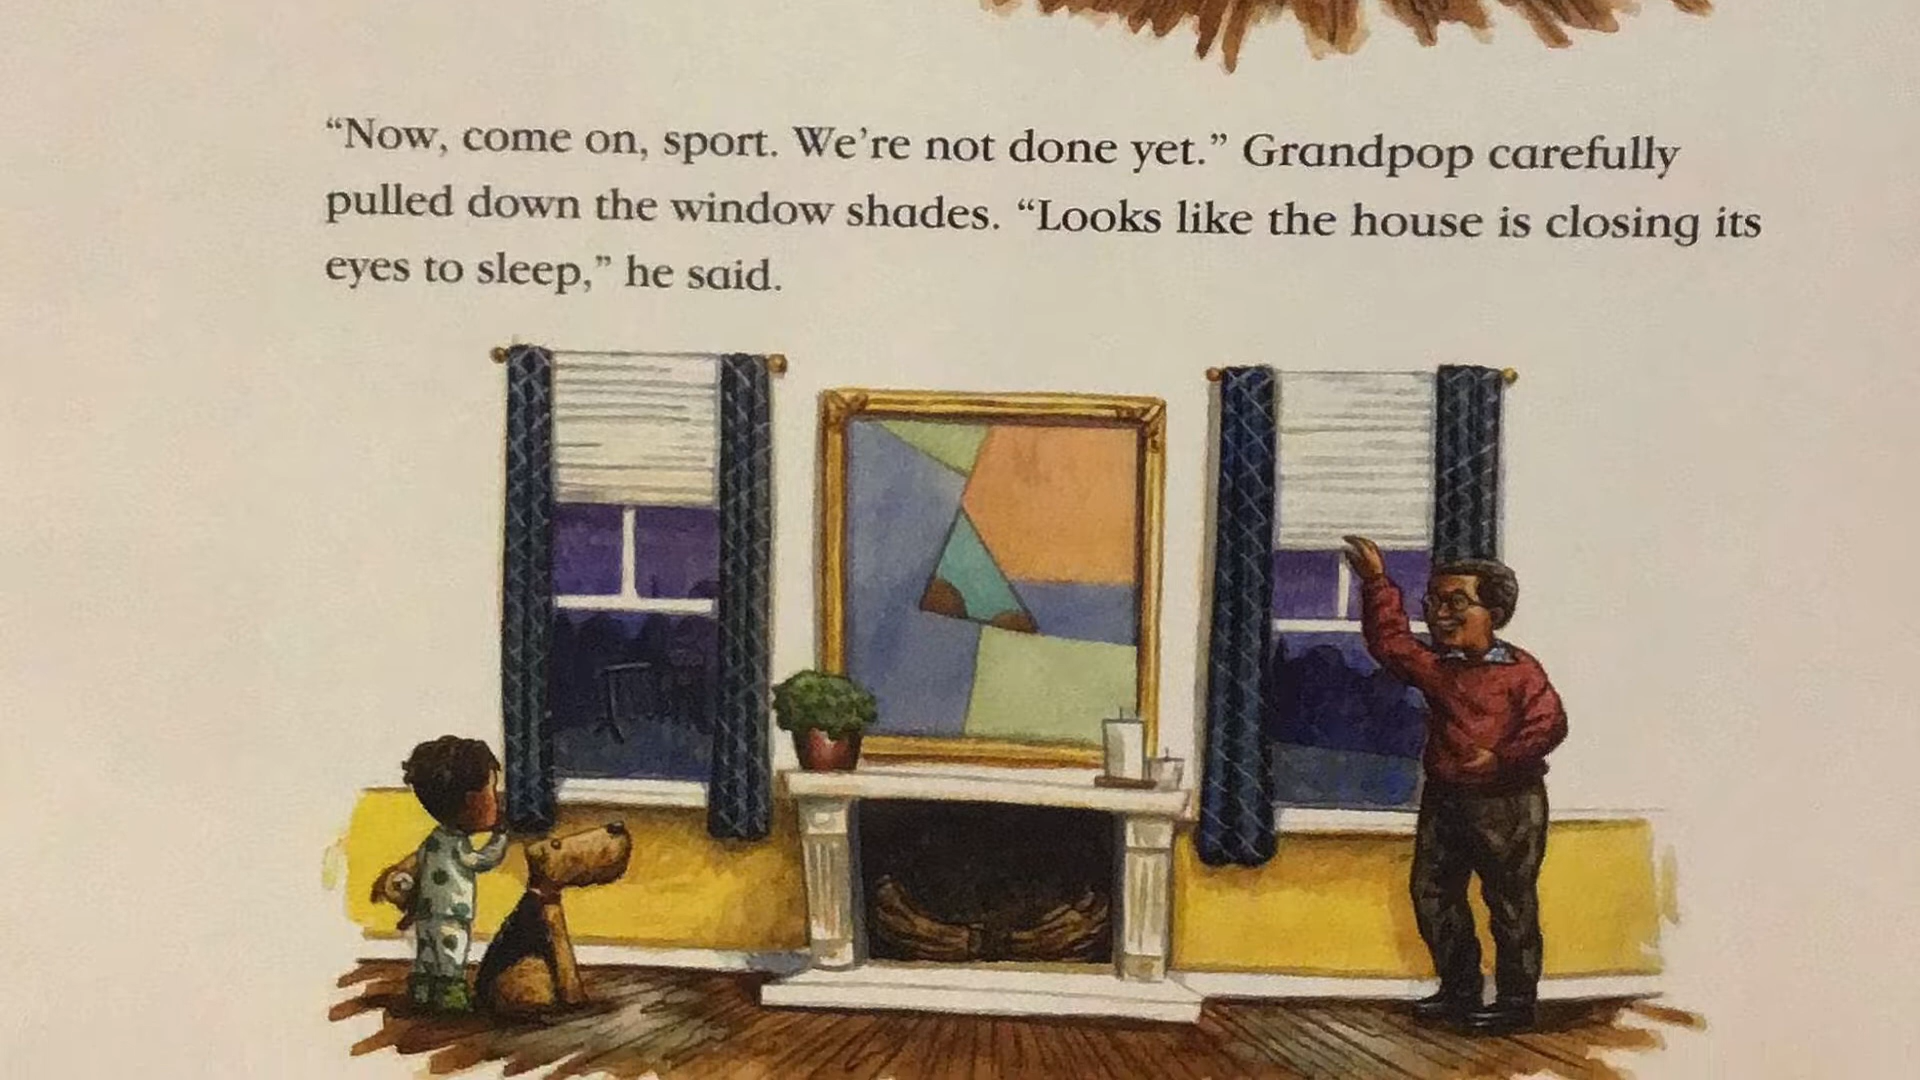 “Now, come on, sport. We’re not done yet.” Grandpop carefully
pulled down the window shades. “Looks like the house is closing its
eyes to sleep,” he said.